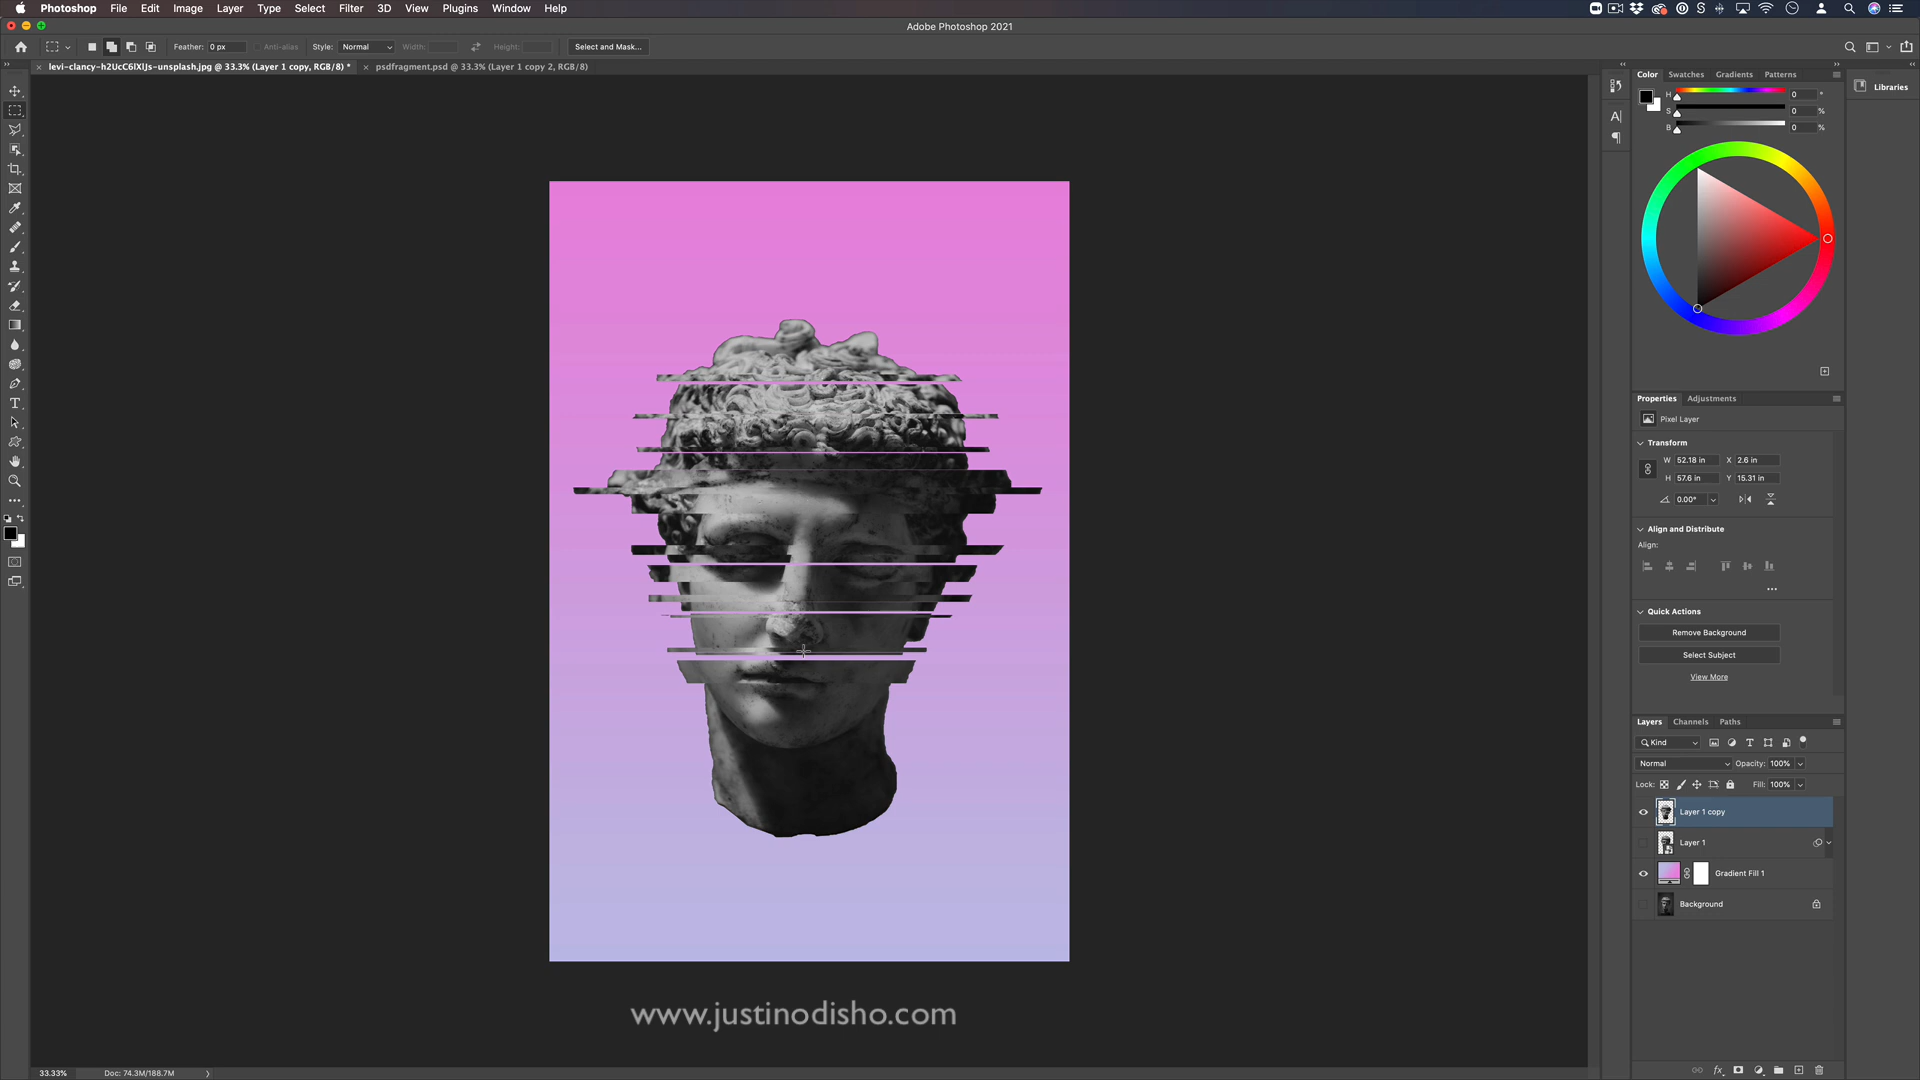 Photoshop File Edit Image Layer Type Select Filter 3D View Plugins Window Help
Adobe Photoshop 2021
Feather: 0 px Anti-alias Style: Normal Width: Height: Select and Mask...
levi-clancy-h2UcC6lXlJs-unsplash.jpg @ 33.3% (Layer 1 copy, RGB/8) * psdfragment.psd @ 33.3% (Layer 1 copy 2, RGB/8)
Color Swatches Gradients Patterns
Libraries
H 0 °
S 0 %
B 0 %
Properties Adjustments
Pixel Layer
Transform
W 52.18 in X 2.6 in
H 57.6 in Y 15.31 in
0.00°
Align and Distribute
Align:
Quick Actions
Remove Background
Select Subject
View More
Layers Channels Paths
Kind
Normal Opacity: 100%
Lock: Fill: 100%
Layer 1 copy
Layer 1
Gradient Fill 1
Background
www.justinodisho.com
33.33% Doc: 74.3M/188.7M